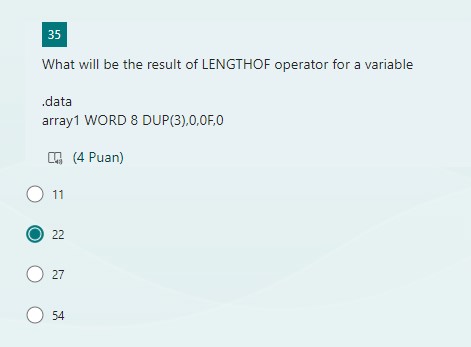 35
What will be the result of LENGTHOF operator for a variable
.data
array1 WORD 8 DUP(3),0,0F,0
(4 Puan)
11
22
27
54